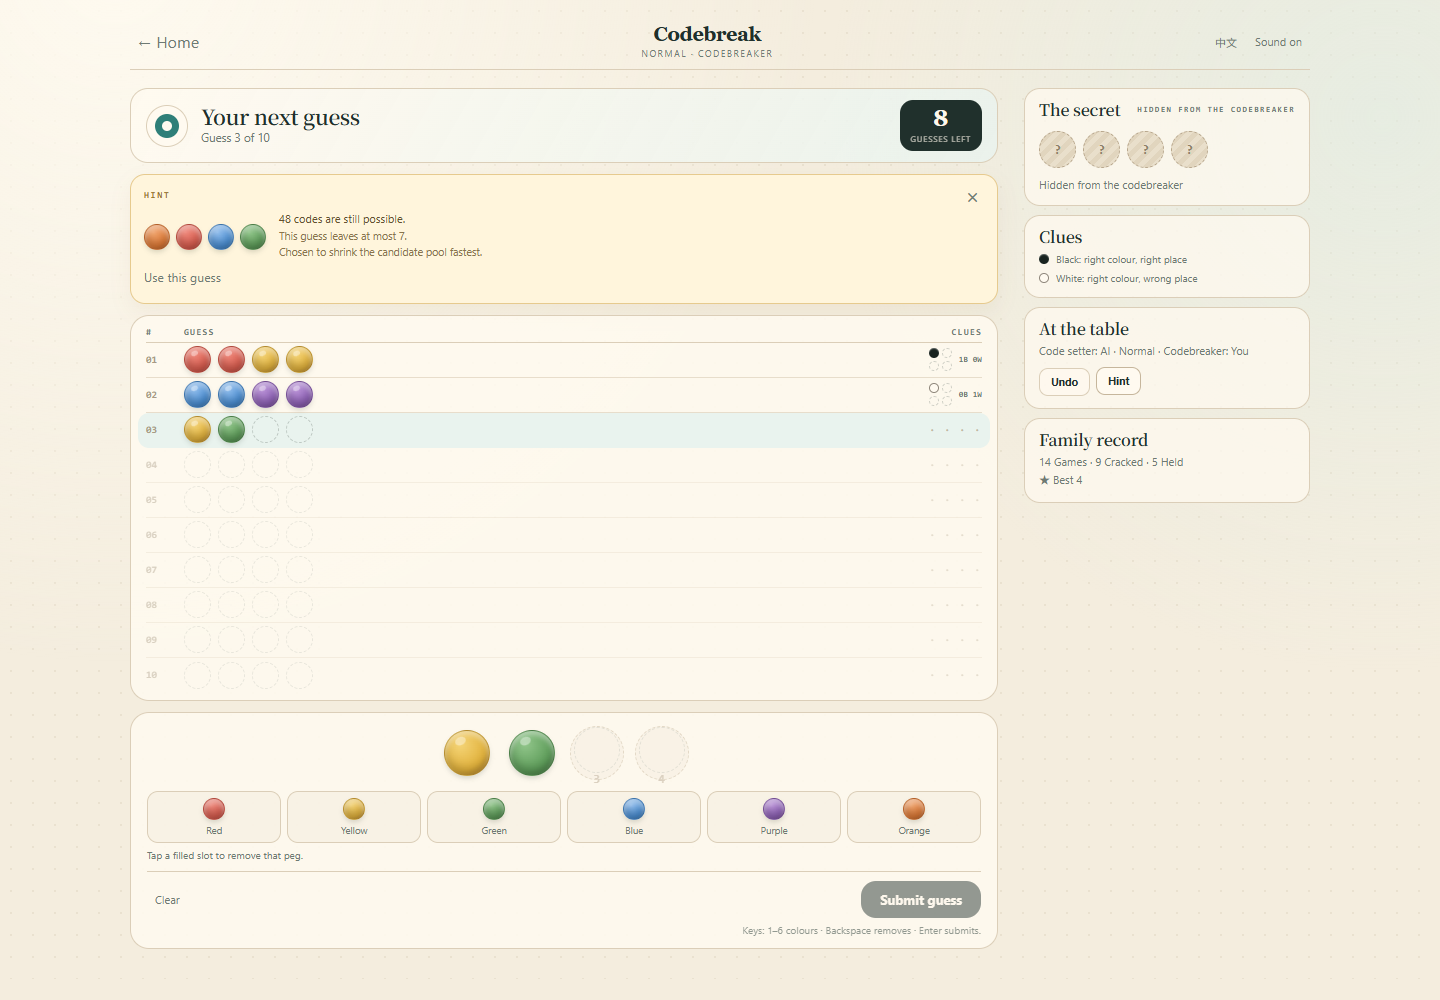 ← Home
Codebreak
NORMAL · CODEBREAKER
中文
Sound on
Your next guess
Guess 3 of 10
8
GUESSES LEFT
HINT
×
48 codes are still possible.
This guess leaves at most 7.
Chosen to shrink the candidate pool fastest.
Use this guess
# GUESS CLUES
01 1B 0W
02 0B 1W
03
04
05
06
07
08
09
10
3 4
Red Yellow Green Blue Purple Orange
Tap a filled slot to remove that peg.
Clear
Submit guess
Keys: 1–6 colours · Backspace removes · Enter submits.
The secret
HIDDEN FROM THE CODEBREAKER
? ? ? ?
Hidden from the codebreaker
Clues
Black: right colour, right place
White: right colour, wrong place
At the table
Code setter: AI · Normal · Codebreaker: You
Undo Hint
Family record
14 Games · 9 Cracked · 5 Held
★ Best 4